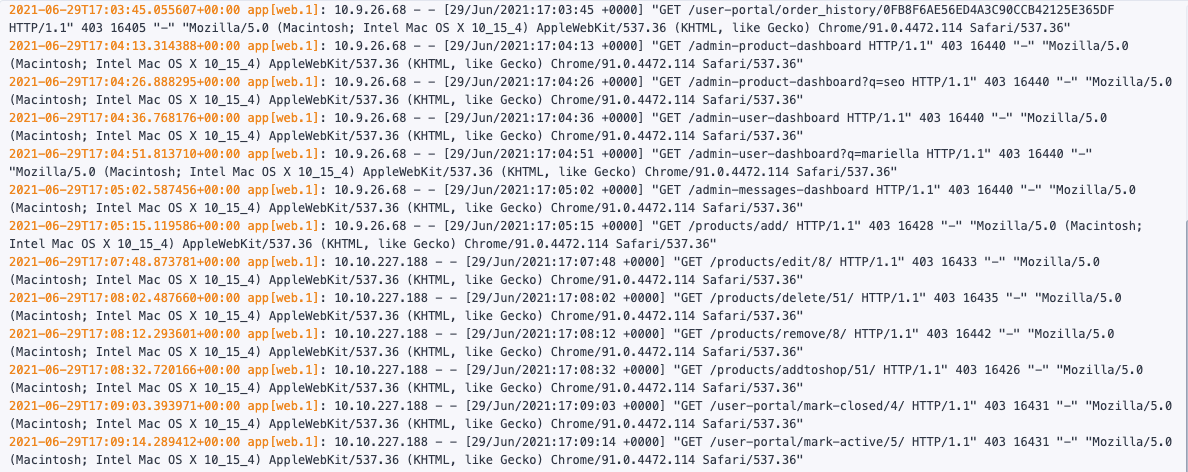 2021-06-29T17:03:45.055607+00:00 app[web.1]: 10.9.26.68 – – [29/Jun/2021:17:03:45 +0000] "GET /user-portal/order_history/0FB8F6AE56ED4A3C90CCB42125E365DF
HTTP/1.1" 403 16405 "–" "Mozilla/5.0 (Macintosh; Intel Mac OS X 10_15_4) AppleWebKit/537.36 (KHTML, like Gecko) Chrome/91.0.4472.114 Safari/537.36"
2021-06-29T17:04:13.314388+00:00 app[web.1]: 10.9.26.68 – – [29/Jun/2021:17:04:13 +0000] "GET /admin-product-dashboard HTTP/1.1" 403 16440 "–" "Mozilla/5.0
(Macintosh; Intel Mac OS X 10_15_4) AppleWebKit/537.36 (KHTML, like Gecko) Chrome/91.0.4472.114 Safari/537.36"
2021-06-29T17:04:26.888295+00:00 app[web.1]: 10.9.26.68 – – [29/Jun/2021:17:04:26 +0000] "GET /admin-product-dashboard?q=seo HTTP/1.1" 403 16440 "–" "Mozilla/5.0
(Macintosh; Intel Mac OS X 10_15_4) AppleWebKit/537.36 (KHTML, like Gecko) Chrome/91.0.4472.114 Safari/537.36"
2021-06-29T17:04:36.768176+00:00 app[web.1]: 10.9.26.68 – – [29/Jun/2021:17:04:36 +0000] "GET /admin-user-dashboard HTTP/1.1" 403 16440 "–" "Mozilla/5.0
(Macintosh; Intel Mac OS X 10_15_4) AppleWebKit/537.36 (KHTML, like Gecko) Chrome/91.0.4472.114 Safari/537.36"
2021-06-29T17:04:51.813710+00:00 app[web.1]: 10.9.26.68 – – [29/Jun/2021:17:04:51 +0000] "GET /admin-user-dashboard?q=mariella HTTP/1.1" 403 16440 "–"
"Mozilla/5.0 (Macintosh; Intel Mac OS X 10_15_4) AppleWebKit/537.36 (KHTML, like Gecko) Chrome/91.0.4472.114 Safari/537.36"
2021-06-29T17:05:02.587456+00:00 app[web.1]: 10.9.26.68 – – [29/Jun/2021:17:05:02 +0000] "GET /admin-messages-dashboard HTTP/1.1" 403 16440 "–" "Mozilla/5.0
(Macintosh; Intel Mac OS X 10_15_4) AppleWebKit/537.36 (KHTML, like Gecko) Chrome/91.0.4472.114 Safari/537.36"
2021-06-29T17:05:15.119586+00:00 app[web.1]: 10.9.26.68 – – [29/Jun/2021:17:05:15 +0000] "GET /products/add/ HTTP/1.1" 403 16428 "–" "Mozilla/5.0 (Macintosh;
Intel Mac OS X 10_15_4) AppleWebKit/537.36 (KHTML, like Gecko) Chrome/91.0.4472.114 Safari/537.36"
2021-06-29T17:07:48.873781+00:00 app[web.1]: 10.10.227.188 – – [29/Jun/2021:17:07:48 +0000] "GET /products/edit/8/ HTTP/1.1" 403 16433 "–" "Mozilla/5.0
(Macintosh; Intel Mac OS X 10_15_4) AppleWebKit/537.36 (KHTML, like Gecko) Chrome/91.0.4472.114 Safari/537.36"
2021-06-29T17:08:02.487660+00:00 app[web.1]: 10.10.227.188 – – [29/Jun/2021:17:08:02 +0000] "GET /products/delete/51/ HTTP/1.1" 403 16435 "–" "Mozilla/5.0
(Macintosh; Intel Mac OS X 10_15_4) AppleWebKit/537.36 (KHTML, like Gecko) Chrome/91.0.4472.114 Safari/537.36"
2021-06-29T17:08:12.293601+00:00 app[web.1]: 10.10.227.188 – – [29/Jun/2021:17:08:12 +0000] "GET /products/remove/8/ HTTP/1.1" 403 16442 "–" "Mozilla/5.0
(Macintosh; Intel Mac OS X 10_15_4) AppleWebKit/537.36 (KHTML, like Gecko) Chrome/91.0.4472.114 Safari/537.36"
2021-06-29T17:08:32.720166+00:00 app[web.1]: 10.10.227.188 – – [29/Jun/2021:17:08:32 +0000] "GET /products/addtoshop/51/ HTTP/1.1" 403 16426 "–" "Mozilla/5.0
(Macintosh; Intel Mac OS X 10_15_4) AppleWebKit/537.36 (KHTML, like Gecko) Chrome/91.0.4472.114 Safari/537.36"
2021-06-29T17:09:03.393971+00:00 app[web.1]: 10.10.227.188 – – [29/Jun/2021:17:09:03 +0000] "GET /user-portal/mark-closed/4/ HTTP/1.1" 403 16431 "–" "Mozilla/5.0
(Macintosh; Intel Mac OS X 10_15_4) AppleWebKit/537.36 (KHTML, like Gecko) Chrome/91.0.4472.114 Safari/537.36"
2021-06-29T17:09:14.289412+00:00 app[web.1]: 10.10.227.188 – – [29/Jun/2021:17:09:14 +0000] "GET /user-portal/mark-active/5/ HTTP/1.1" 403 16431 "–" "Mozilla/5.0
(Macintosh; Intel Mac OS X 10_15_4) AppleWebKit/537.36 (KHTML, like Gecko) Chrome/91.0.4472.114 Safari/537.36"